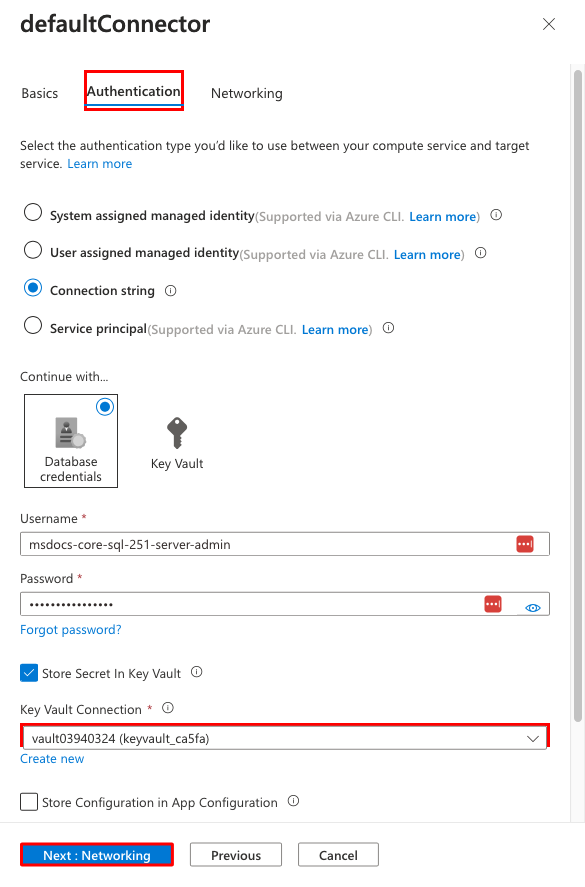 defaultConnector
Basics
Authentication
Networking
Select the authentication type you'd like to use between your compute service and target
service. Learn more
System assigned managed identity(Supported via Azure CLI. Learn more)
User assigned managed identity(Supported via Azure CLI. Learn more)
Connection string
Service principal(Supported via Azure CLI. Learn more)
Continue with...
Database
credentials
Key Vault
Username *
msdocs-core-sql-251-server-admin
Password *
••••••••••••••••
Forgot password?
Store Secret In Key Vault
Key Vault Connection *
vault03940324 (keyvault_ca5fa)
Create new
Store Configuration in App Configuration
Next : Networking
Previous
Cancel